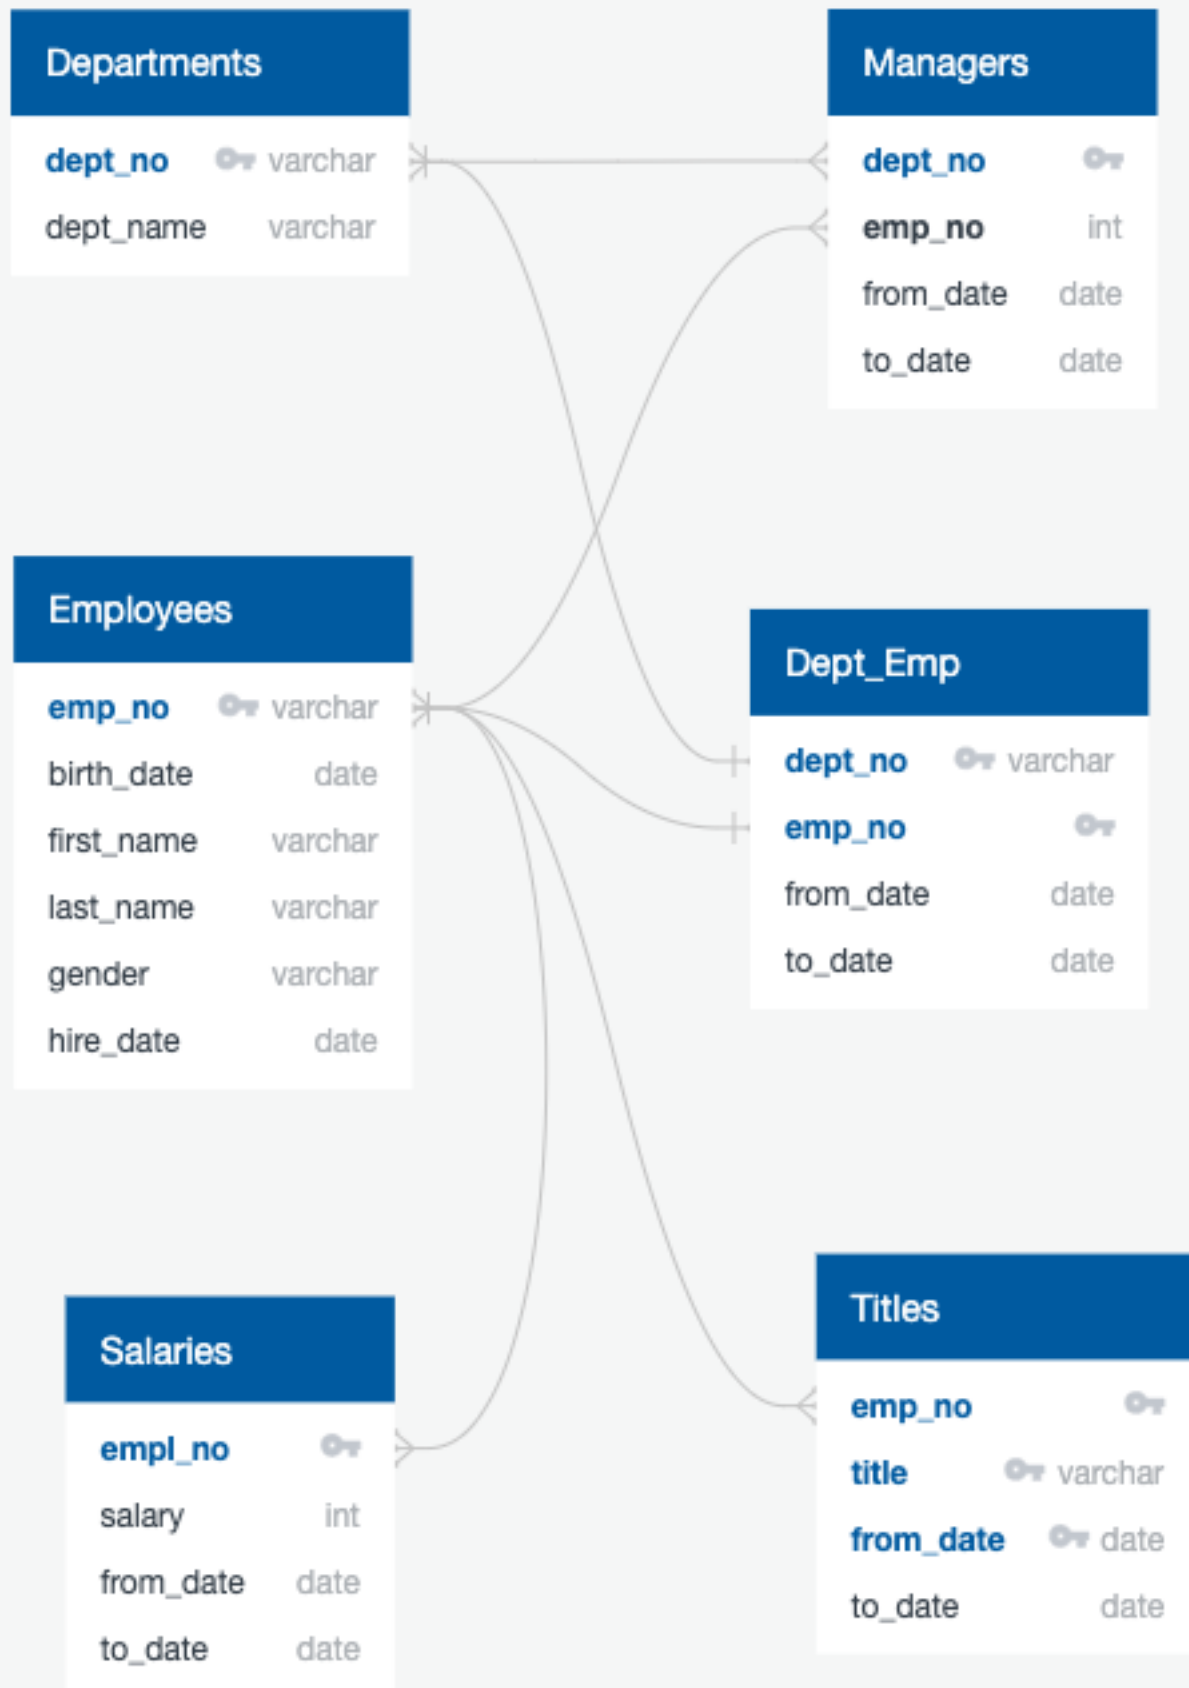 Departments
dept_no varchar
dept_name varchar
Managers
dept_no
emp_no int
from_date date
to_date date
Employees
emp_no varchar
birth_date date
first_name varchar
last_name varchar
gender varchar
hire_date date
Dept_Emp
dept_no varchar
emp_no
from_date date
to_date date
Salaries
empl_no
salary int
from_date date
to_date date
Titles
emp_no
title varchar
from_date date
to_date date